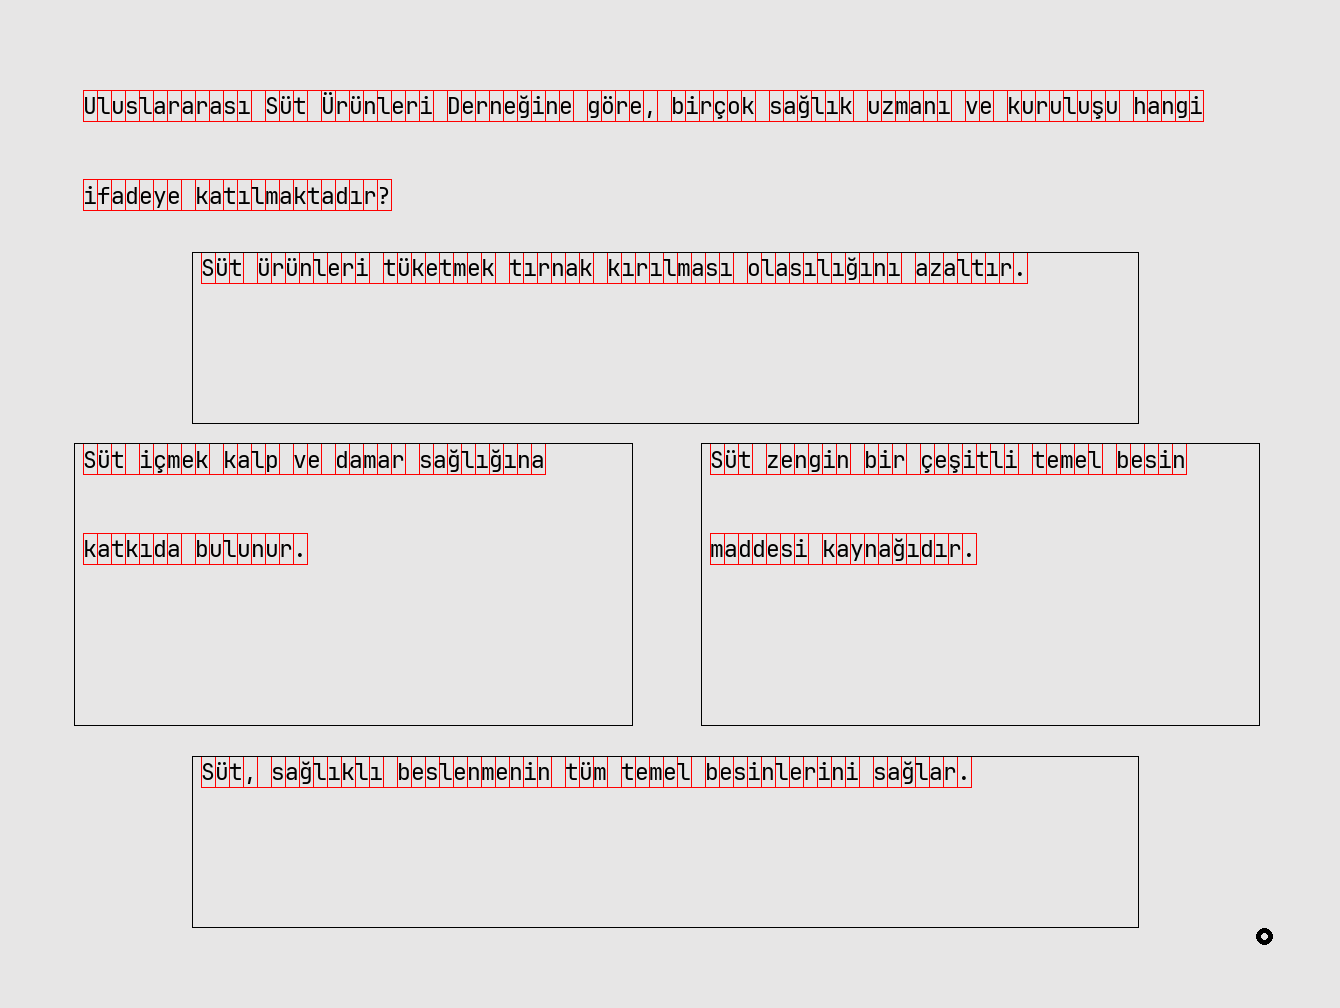 Uluslararası Süt Ürünleri Derneğine göre, birçok sağlık uzmanı ve kuruluşu hangi
ifadeye katılmaktadır?
Süt ürünleri tüketmek tırnak kırılması olasılığını azaltır.
Süt içmek kalp ve damar sağlığına
katkıda bulunur.
Süt zengin bir çeşitli temel besin
maddesi kaynağıdır.
Süt, sağlıklı beslenmenin tüm temel besinlerini sağlar.